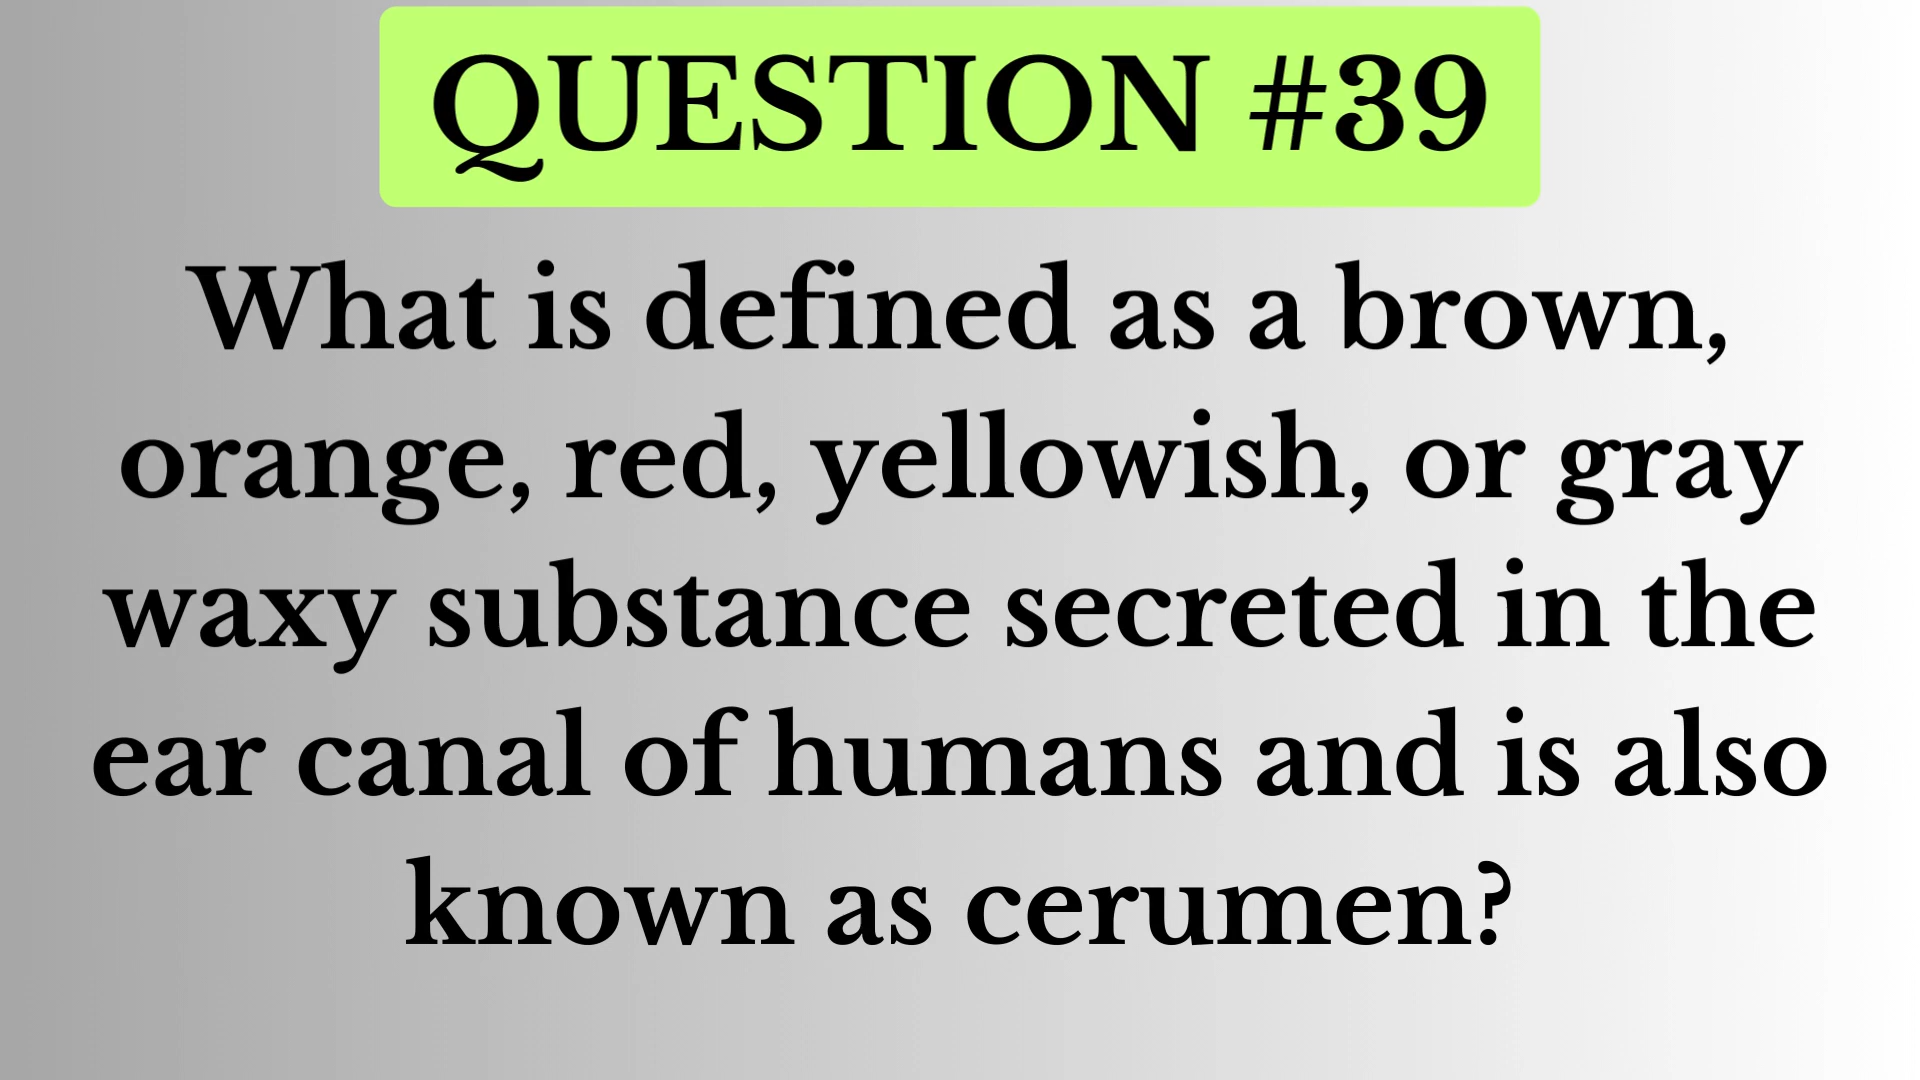 QUESTION #39
What is defined as a brown,
orange, red, yellowish, or gray
waxy substance secreted in the
ear canal of humans and is also
known as cerumen?